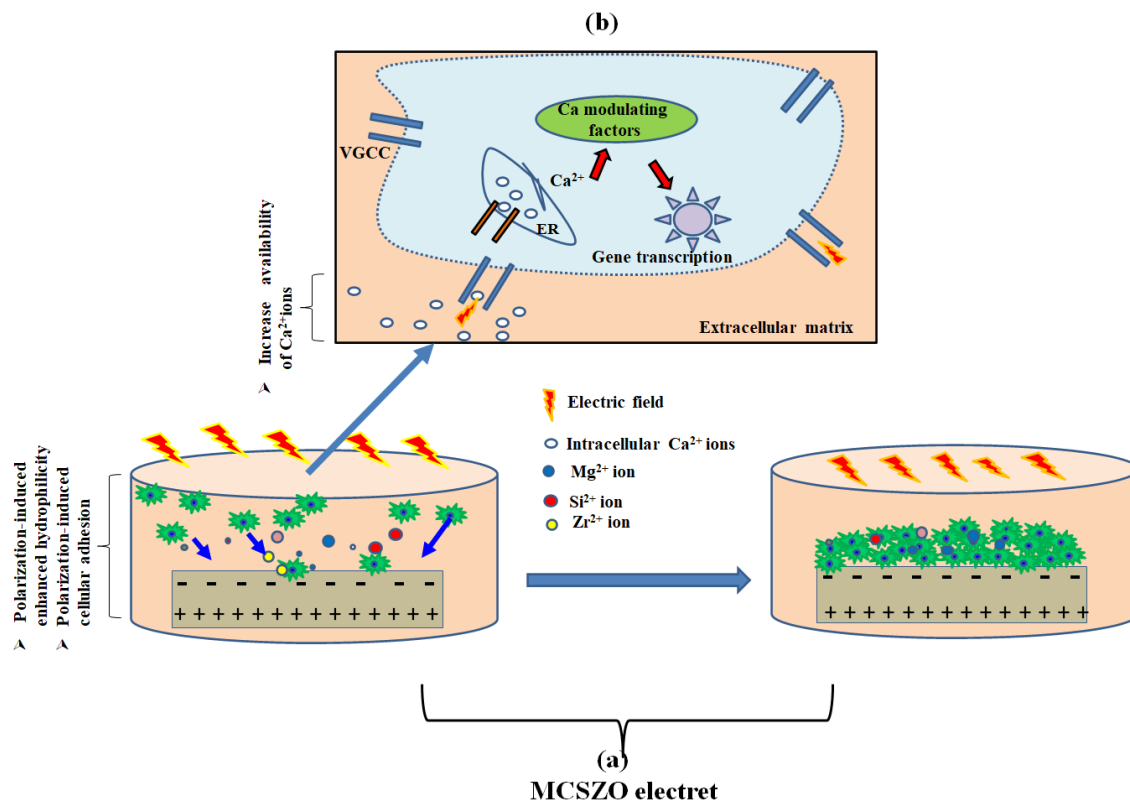 (b)
Ca modulating
factors
VGCC
Ca²⁺
ER
Gene transcription
Extracellular matrix
➢ Increase availability
of Ca²⁺ions
Electric field
Intracellular Ca²⁺ ions
Mg²⁺ ion
Si²⁺ ion
Zr²⁺ ion
➢ Polarization-induced
enhanced hydrophilicity
➢ Polarization-induced
cellular adhesion
- - - - - - - - -
+ + + + + + + + + + + +
- - - - - - - - -
+ + + + + + + + + + + +
(a)
MCSZO electret